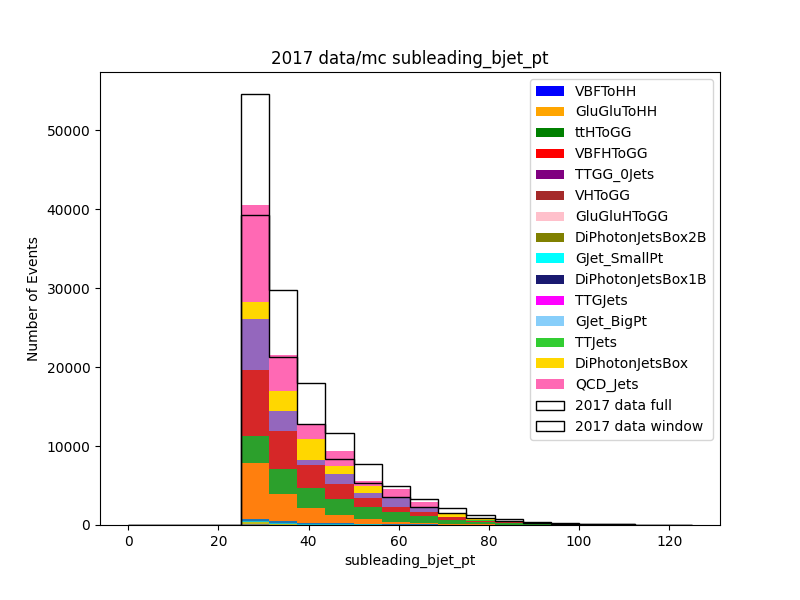 2017 data/mc subleading_bjet_pt
Number of Events
50000
40000
30000
20000
10000
0
0 20 40 60 80 100 120
subleading_bjet_pt
VBFToHH
GluGluToHH
ttHToGG
VBFHToGG
TTGG_0Jets
VHToGG
GluGluHToGG
DiPhotonJetsBox2B
GJet_SmallPt
DiPhotonJetsBox1B
TTGJets
GJet_BigPt
TTJets
DiPhotonJetsBox
QCD_Jets
2017 data full
2017 data window